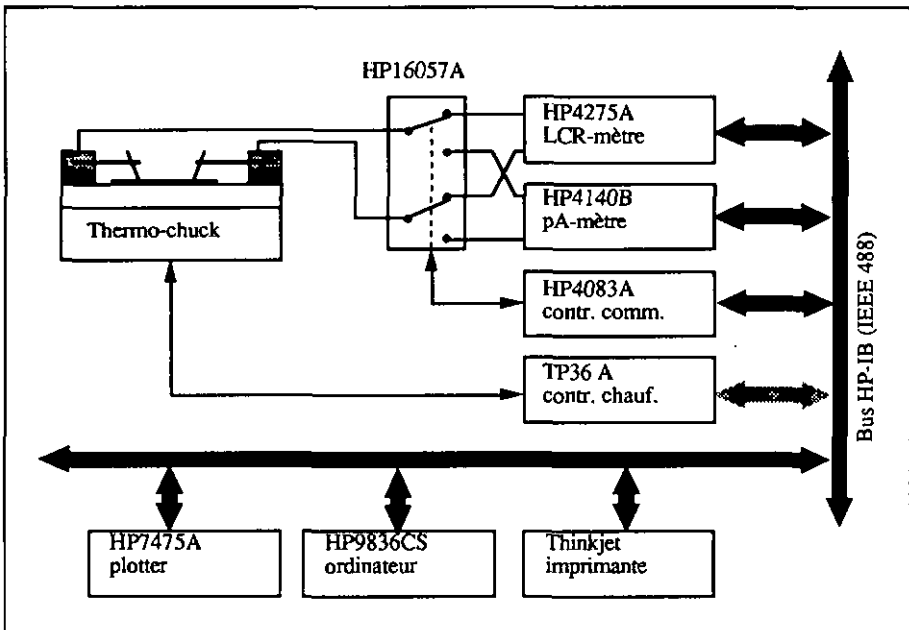 HP16057A
HP4275A
LCR-mètre
HP4140B
pA-mètre
Thermo-chuck
HP4083A
contr. comm.
TP36 A
contr. chauf.
Bus HP-IB (IEEE 488)
HP7475A
plotter
HP9836CS
ordinateur
Thinkjet
imprimante